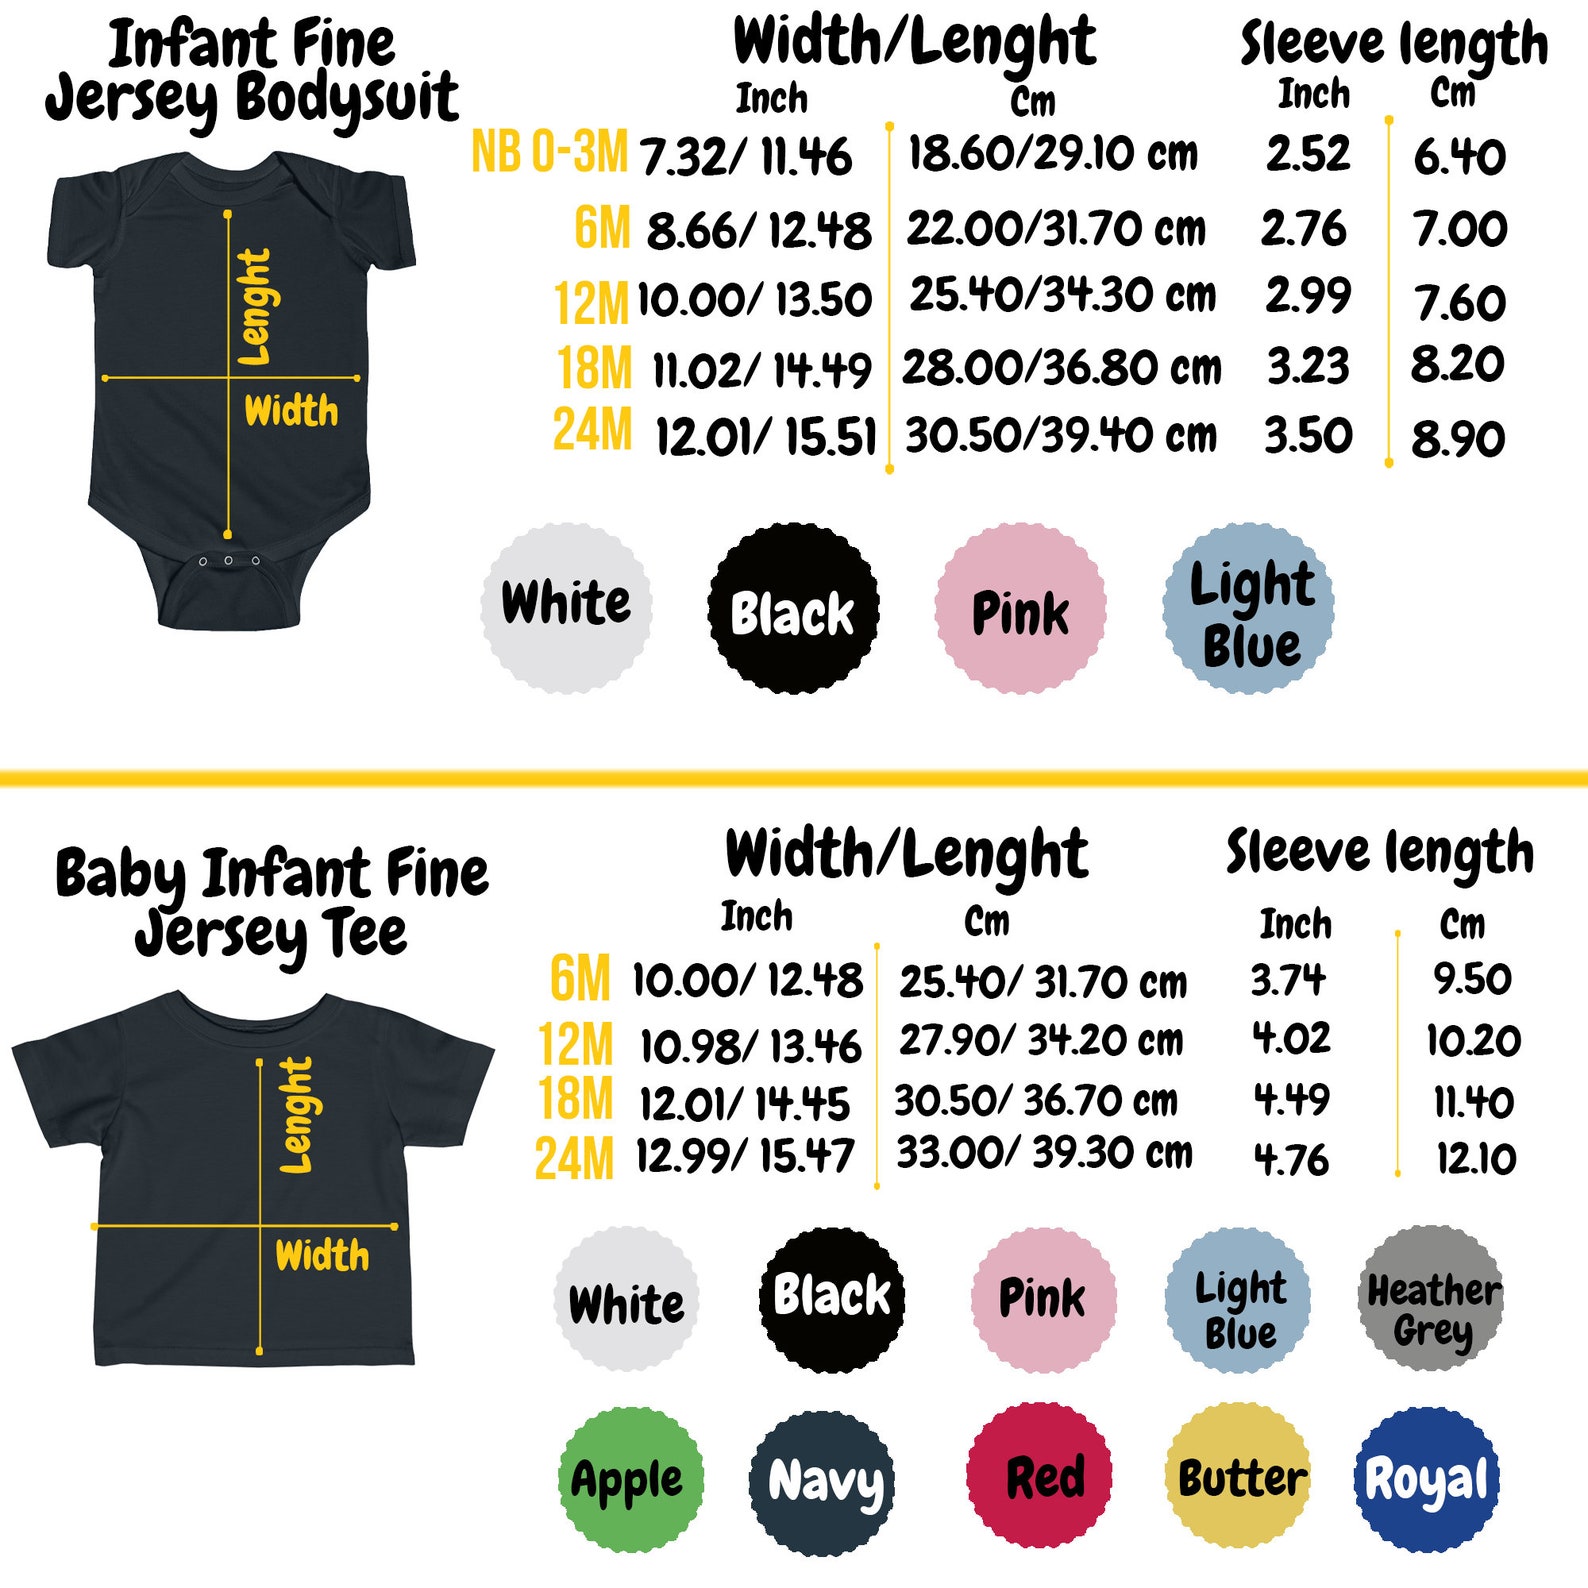 Infant Fine
Jersey Bodysuit
Width/Lenght
Sleeve length
Inch
Cm
Inch
Cm
NB 0-3M 7.32/ 11.46 18.60/29.10 cm 2.52 6.40
6M 8.66/ 12.48 22.00/31.70 cm 2.76 7.00
12M 10.00/ 13.50 25.40/34.30 cm 2.99 7.60
18M 11.02/ 14.49 28.00/36.80 cm 3.23 8.20
24M 12.01/ 15.51 30.50/39.40 cm 3.50 8.90
Lenght
Width
White
Black
Pink
Light
Blue
Baby Infant Fine
Jersey Tee
Width/Lenght
Sleeve length
Inch
Cm
Inch
Cm
6M 10.00/ 12.48 25.40/ 31.70 cm 3.74 9.50
12M 10.98/ 13.46 27.90/ 34.20 cm 4.02 10.20
18M 12.01/ 14.45 30.50/ 36.70 cm 4.49 11.40
24M 12.99/ 15.47 33.00/ 39.30 cm 4.76 12.10
Lenght
Width
White
Black
Pink
Light
Blue
Heather
Grey
Apple
Navy
Red
Butter
Royal